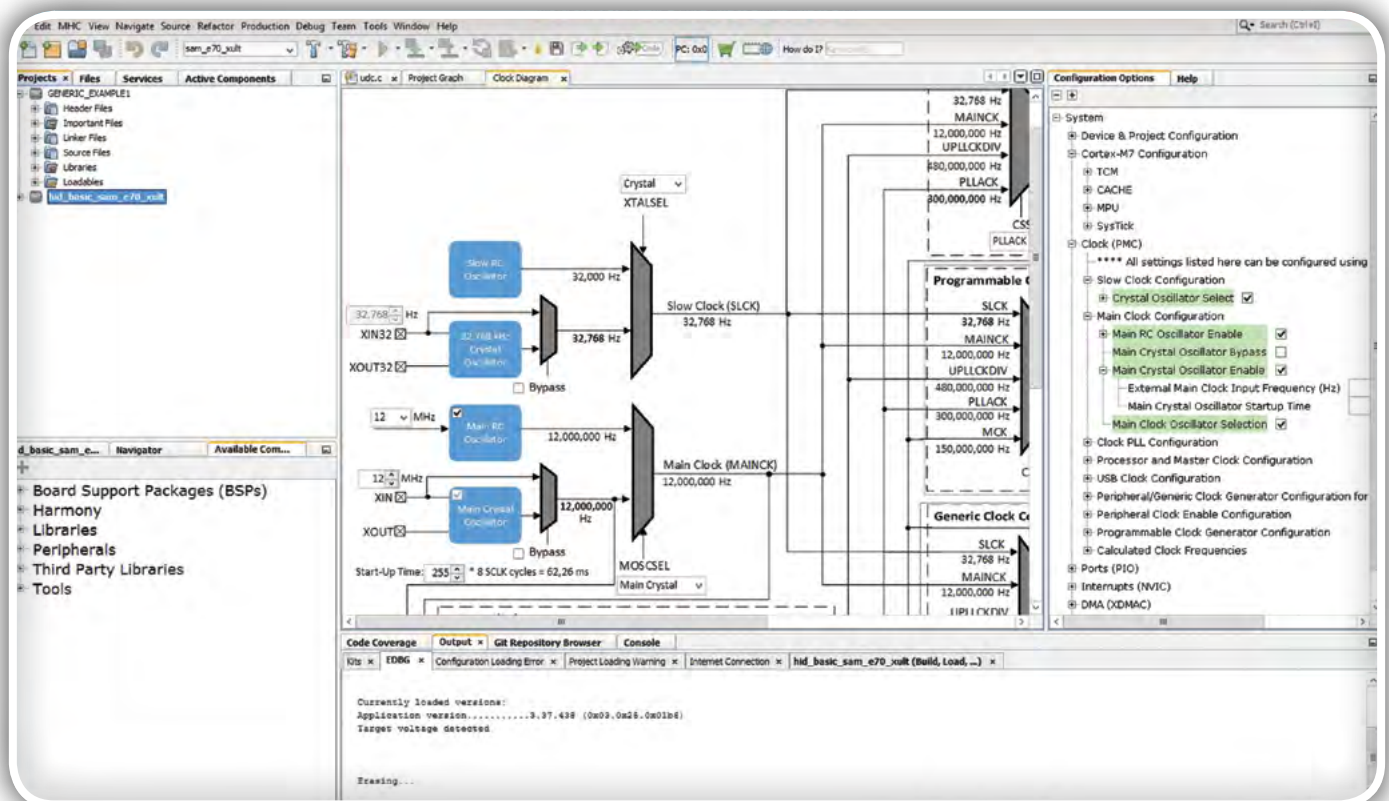 Edit MHC View Navigate Source Refactor Production Debug Team Tools Window Help
Search (Ctrl+I)
sam_e70_xult
PC: 0x0
How do I?
Projects x Files Services Active Components
GENERIC_EXAMPLE1
Header Files
Important Files
Linker Files
Source Files
Libraries
Loadables
hid_basic_sam_e70_xult
d_basic_sam_e... Navigator Available Com...
Board Support Packages (BSPs)
Harmony
Libraries
Peripherals
Third Party Libraries
Tools
udc.c x Project Graph Clock Diagram x
Crystal
XTALSEL
Slow RC
Oscillator
32,000 Hz
32.768 Hz
XIN32
32.768 kHz
Crystal
Oscillator
32,768 Hz
XOUT32
Bypass
Slow Clock (SLCK)
32,768 Hz
12 MHz
Main RC
Oscillator
12,000,000 Hz
12 MHz
XIN
Main Crystal
Oscillator
12,000,000
Hz
XOUT
Bypass
Main Clock (MAINCK)
12,000,000 Hz
MOSCSEL
Main Crystal
Start-Up Time: 255 * 8 SCLK cycles = 62,26 ms
32,768 Hz
MAINCK
12,000,000 Hz
UPLLCKDIV
480,000,000 Hz
PLLACK
300,000,000 Hz
CSS
PLLACK
Programmable C
SLCK
32,768 Hz
MAINCK
12,000,000 Hz
UPLLCKDIV
480,000,000 Hz
PLLACK
300,000,000 Hz
MCK
150,000,000 Hz
C
Generic Clock Co
SLCK
32,768 Hz
MAINCK
12,000,000 Hz
UPLLCKDIV
Configuration Options Help
System
Device & Project Configuration
Cortex-M7 Configuration
TCM
CACHE
MPU
SysTick
Clock (PMC)
**** All settings listed here can be configured using
Slow Clock Configuration
Crystal Oscillator Select
Main Clock Configuration
Main RC Oscillator Enable
Main Crystal Oscillator Bypass
Main Crystal Oscillator Enable
External Main Clock Input Frequency (Hz)
Main Crystal Oscillator Startup Time
Main Clock Oscillator Selection
Clock PLL Configuration
Processor and Master Clock Configuration
USB Clock Configuration
Peripheral/Generic Clock Generator Configuration for
Peripheral Clock Enable Configuration
Programmable Clock Generator Configuration
Calculated Clock Frequencies
Ports (PIO)
Interrupts (NVIC)
DMA (XDMAC)
Code Coverage Output x Git Repository Browser Console
Kits x EDBG x Configuration Loading Error x Project Loading Warning x Internet Connection x hid_basic_sam_e70_xult (Build, Load, ...) x
Currently loaded versions:
Application version...........3.37.438 (0x03.0x25.0x01b6)
Target voltage detected
Erasing...